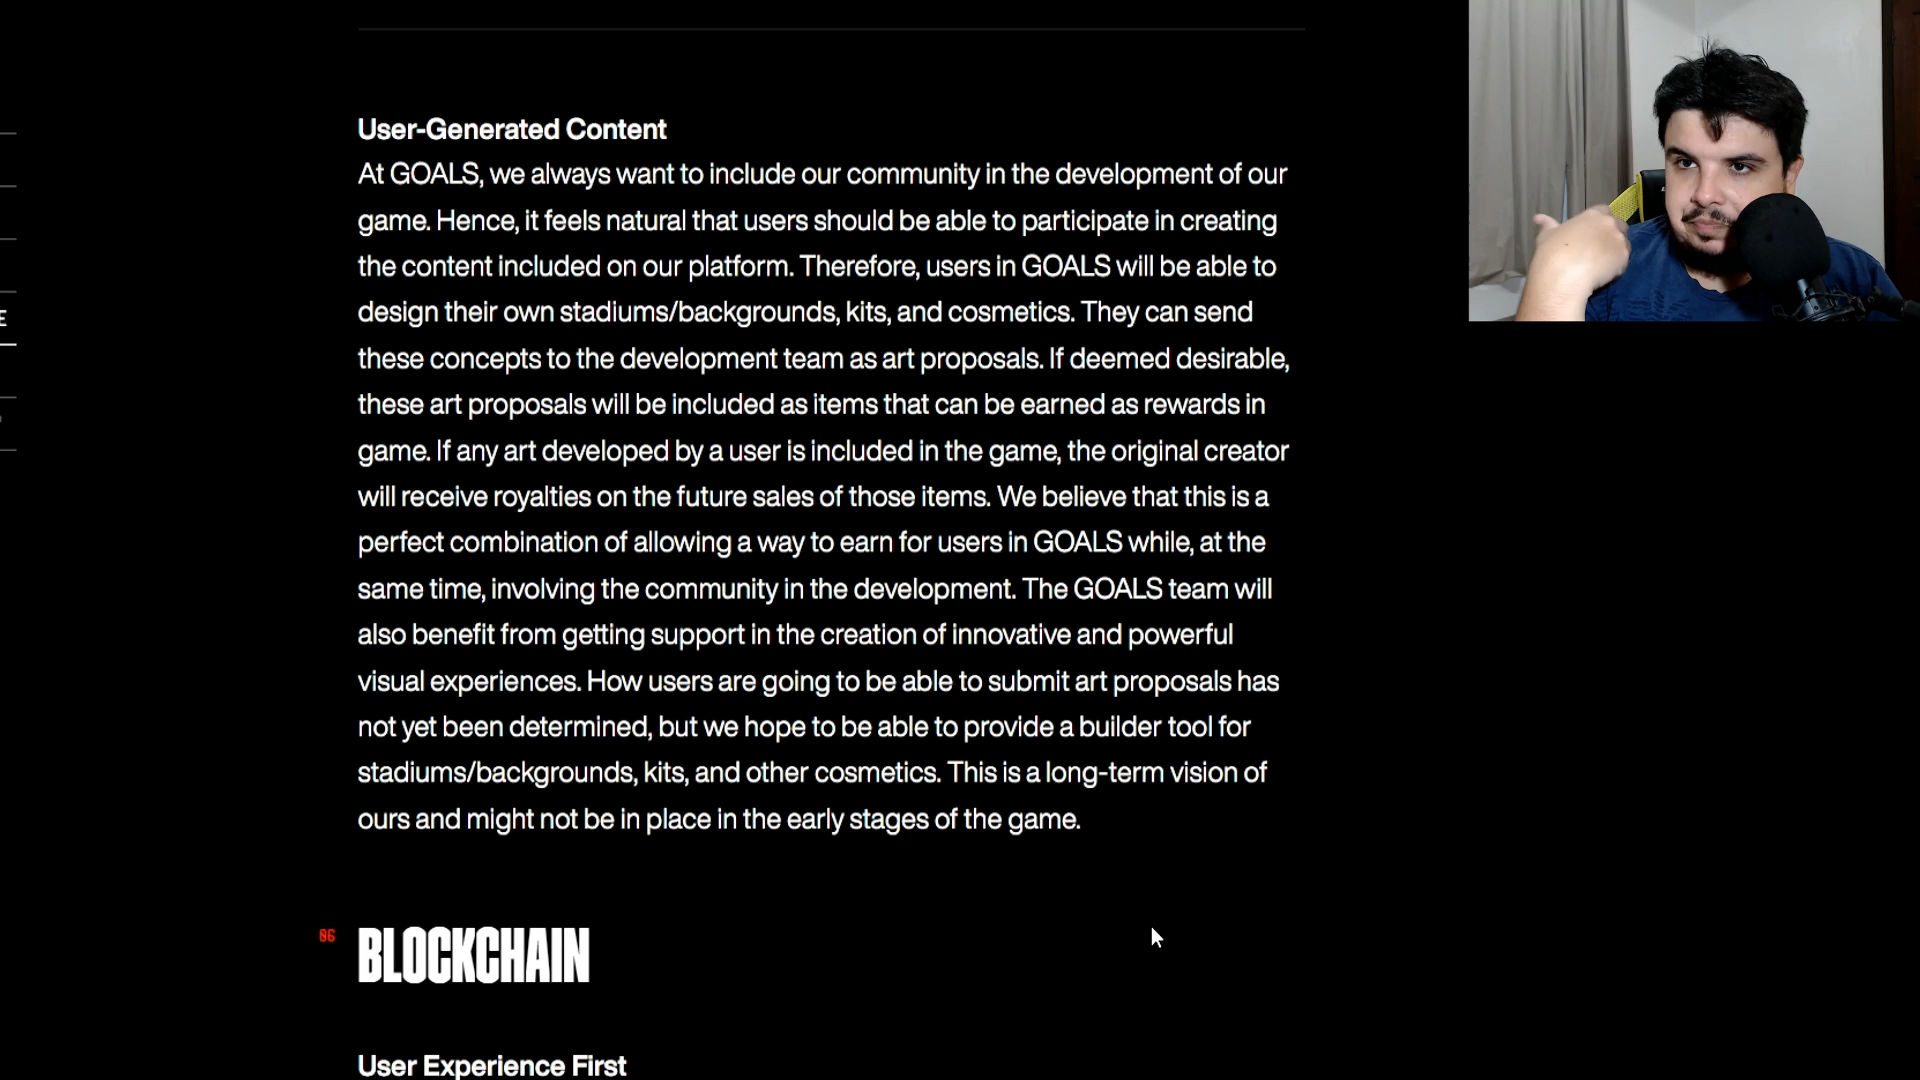 User-Generated Content
At GOALS, we always want to include our community in the development of our
game. Hence, it feels natural that users should be able to participate in creating
the content included on our platform. Therefore, users in GOALS will be able to
design their own stadiums/backgrounds, kits, and cosmetics. They can send
E
these concepts to the development team as art proposals. If deemed desirable,
these art proposals will be included as items that can be earned as rewards in
game. If any art developed by a user is included in the game, the original creator
will receive royalties on the future sales of those items. We believe that this is a
perfect combination of allowing a way to earn for users in GOALS while, at the
same time, involving the community in the development. The GOALS team will
also benefit from getting support in the creation of innovative and powerful
visual experiences. How users are going to be able to submit art proposals has
not yet been determined, but we hope to be able to provide a builder tool for
stadiums/backgrounds, kits, and other cosmetics. This is a long-term vision of
ours and might not be in place in the early stages of the game.
06 BLOCKCHAIN
User Experience First